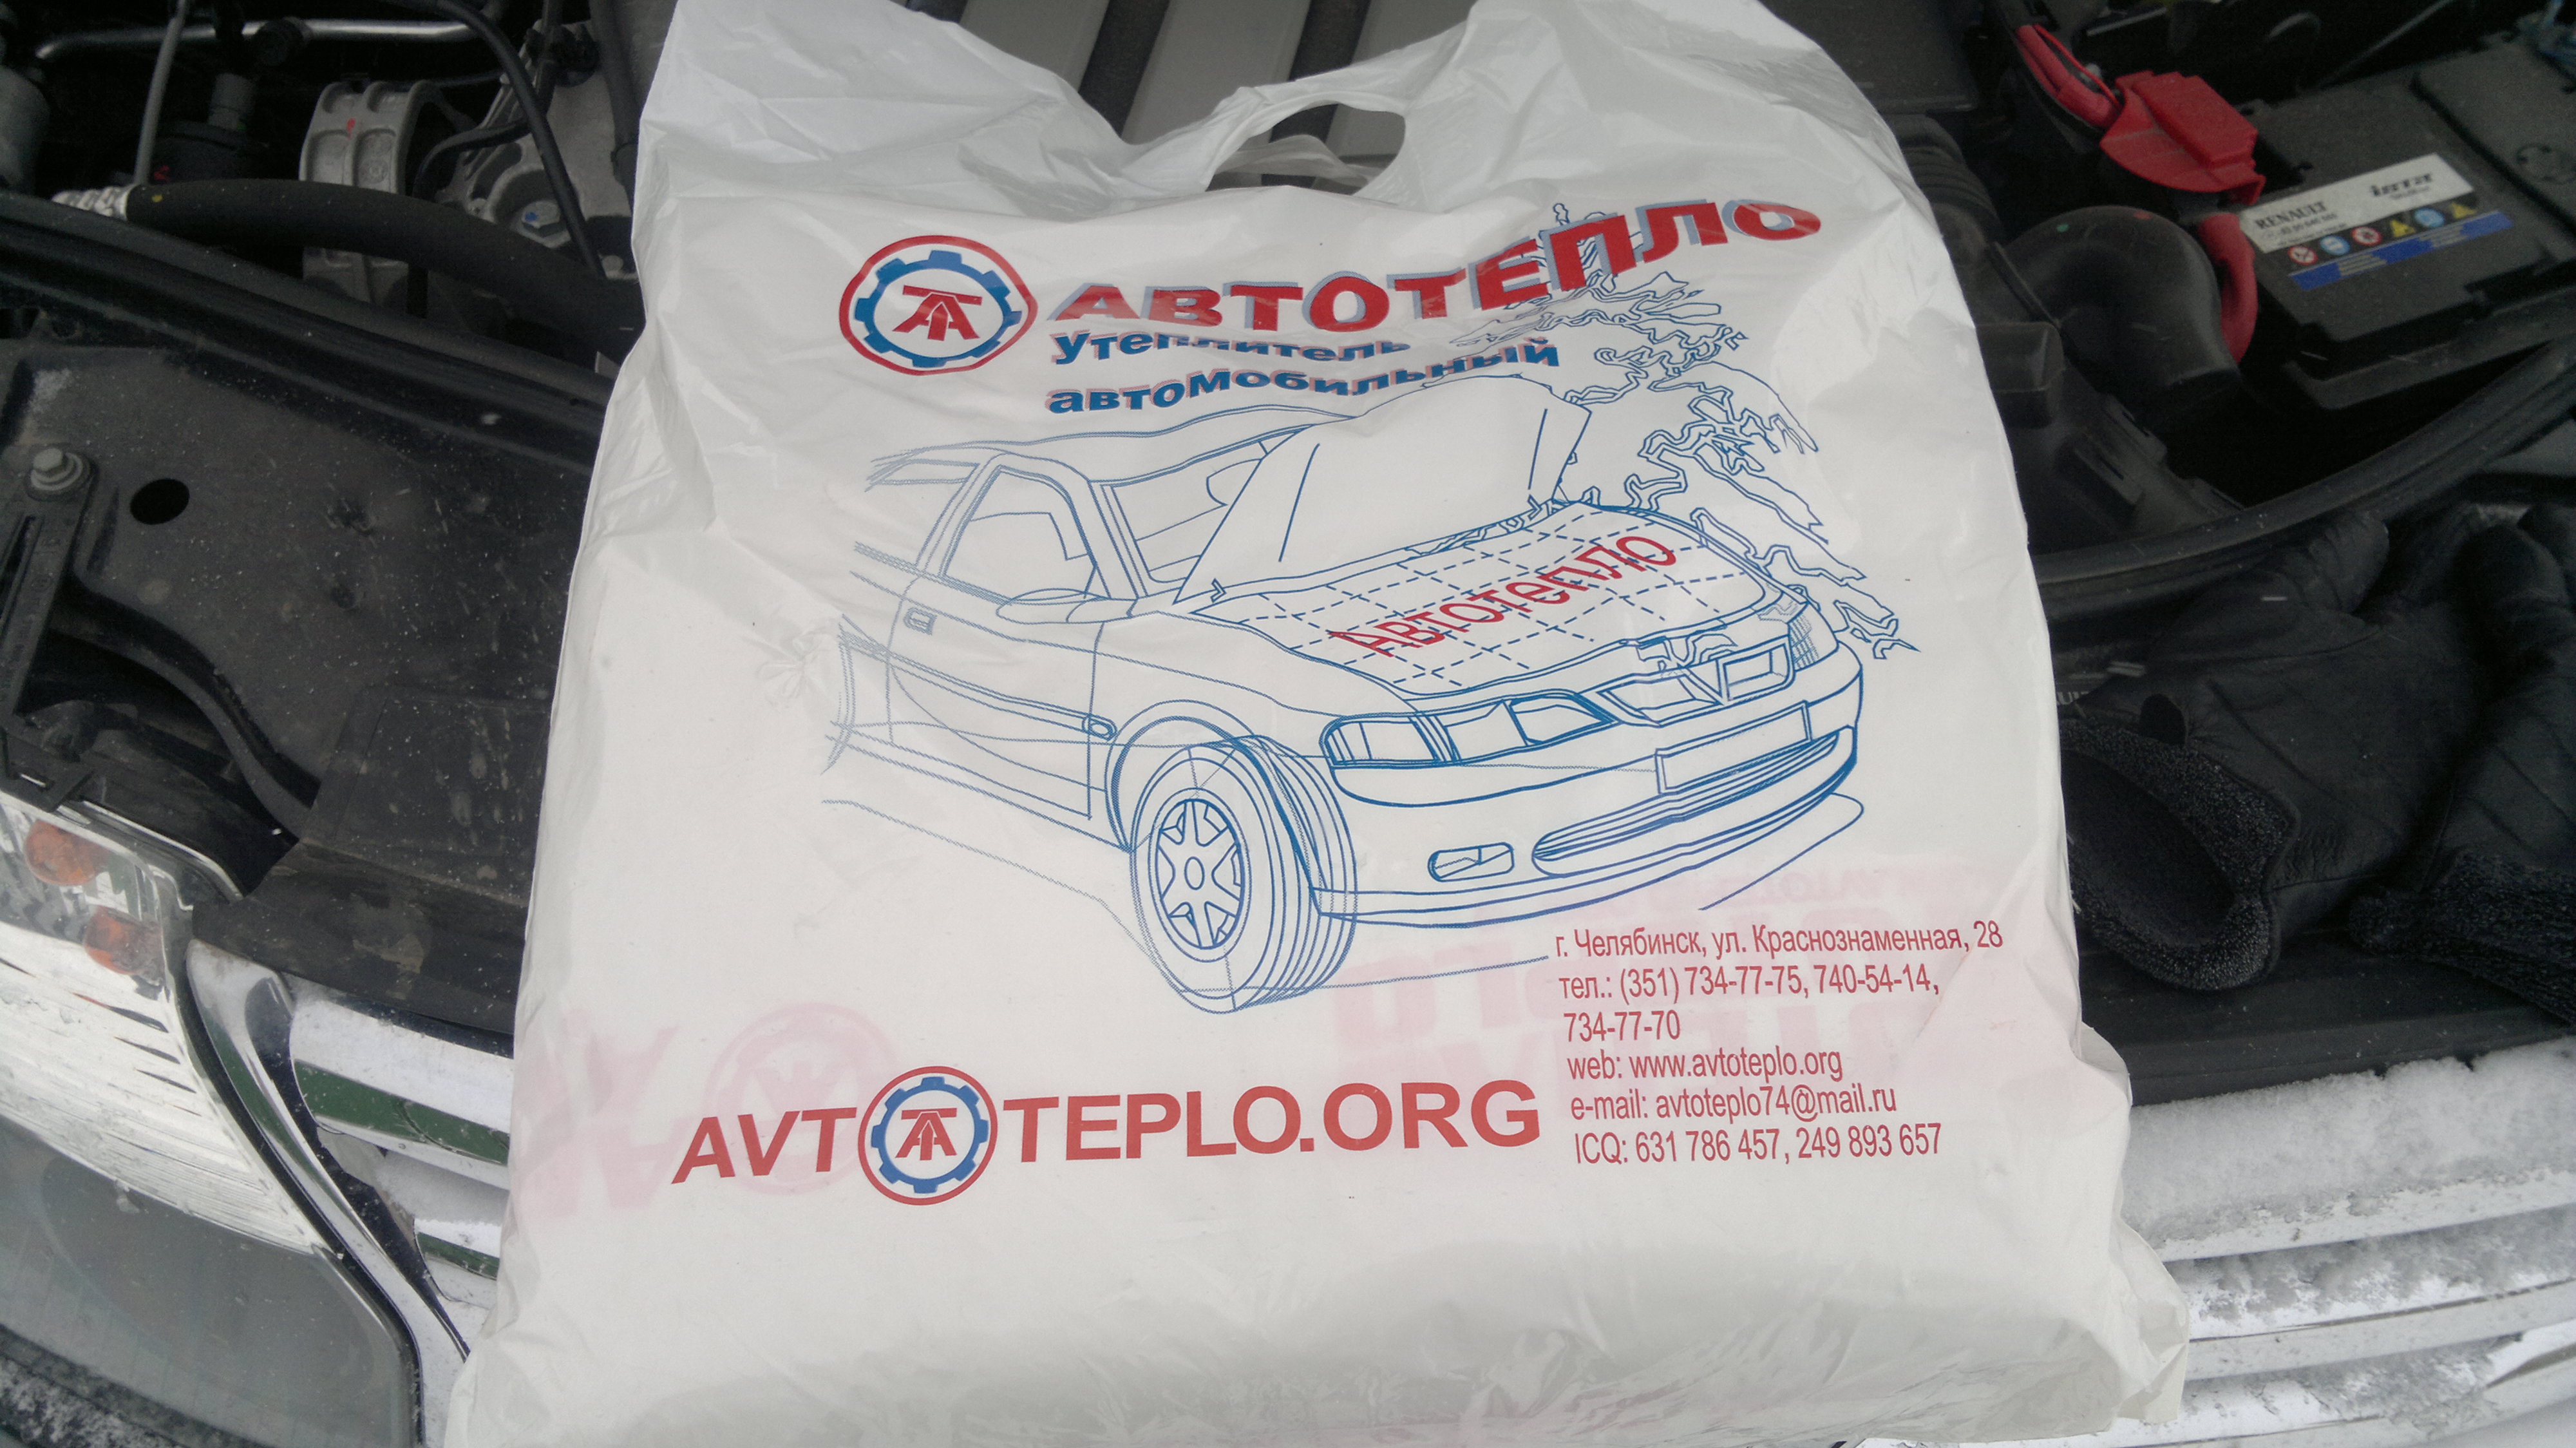 АВТОТЕПЛО
Утеплитель
автомобильный
Автотепло
г. Челябинск, ул. Краснознаменная, 28
тел.: (351) 734-77-75, 740-54-14,
734-77-70
web: www.avtoteplo.org
e-mail: avtoteplo74@mail.ru
ICQ: 631 786 457, 249 893 657
AVTOTEPLO.ORG
RENAULT